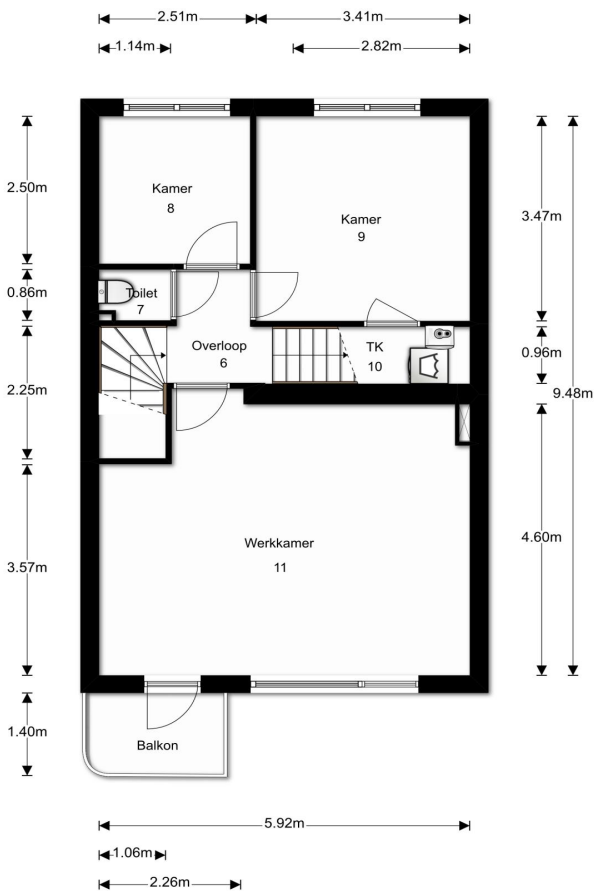 2.51m
3.41m
1.14m
2.82m
Kamer
8
2.50m
Kamer
9
3.47m
0.86m
Toilet
7
Overloop
6
TK
10
0.96m
2.25m
9.48m
Werkkamer
11
4.60m
3.57m
1.40m
Balkon
5.92m
1.06m
2.26m